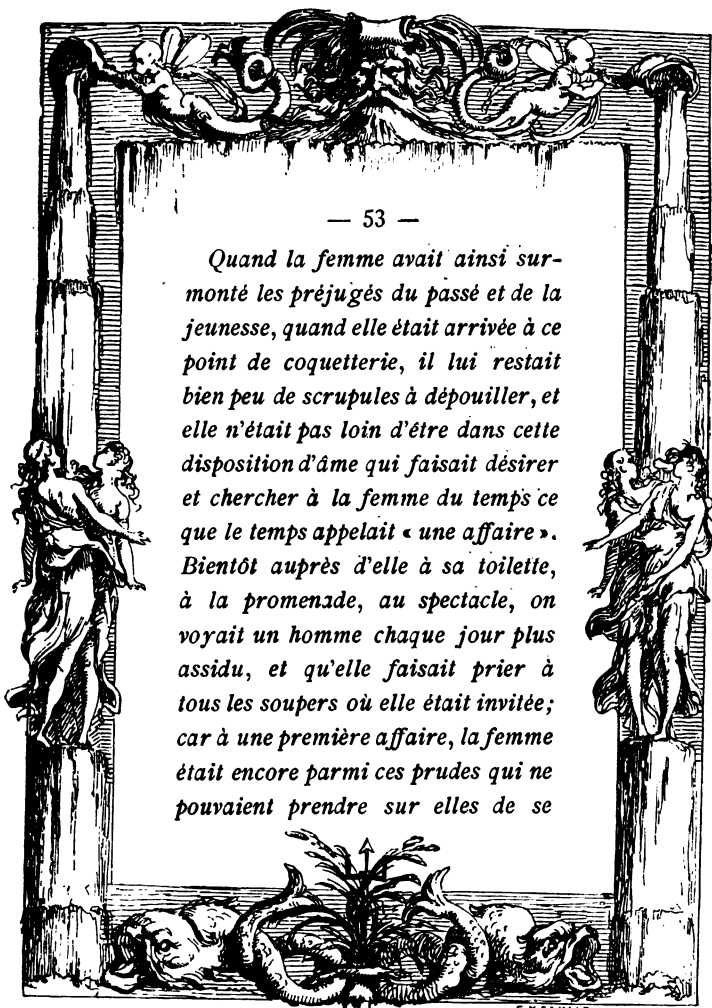 — 53 —
Quand la femme avait ainsi sur-
monté les préjugés du passé et de la
jeunesse, quand elle était arrivée à ce
point de coquetterie, il lui restait
bien peu de scrupules à dépouiller, et
elle n'était pas loin d'être dans cette
disposition d'âme qui faisait désirer
et chercher à la femme du temps ce
que le temps appelait « une affaire ».
Bientôt auprès d'elle à sa toilette,
à la promenade, au spectacle, on
voyait un homme chaque jour plus
assidu, et qu'elle faisait prier à
tous les soupers où elle était invitée;
car à une première affaire, la femme
était encore parmi ces prudes qui ne
pouvaient prendre sur elles de se